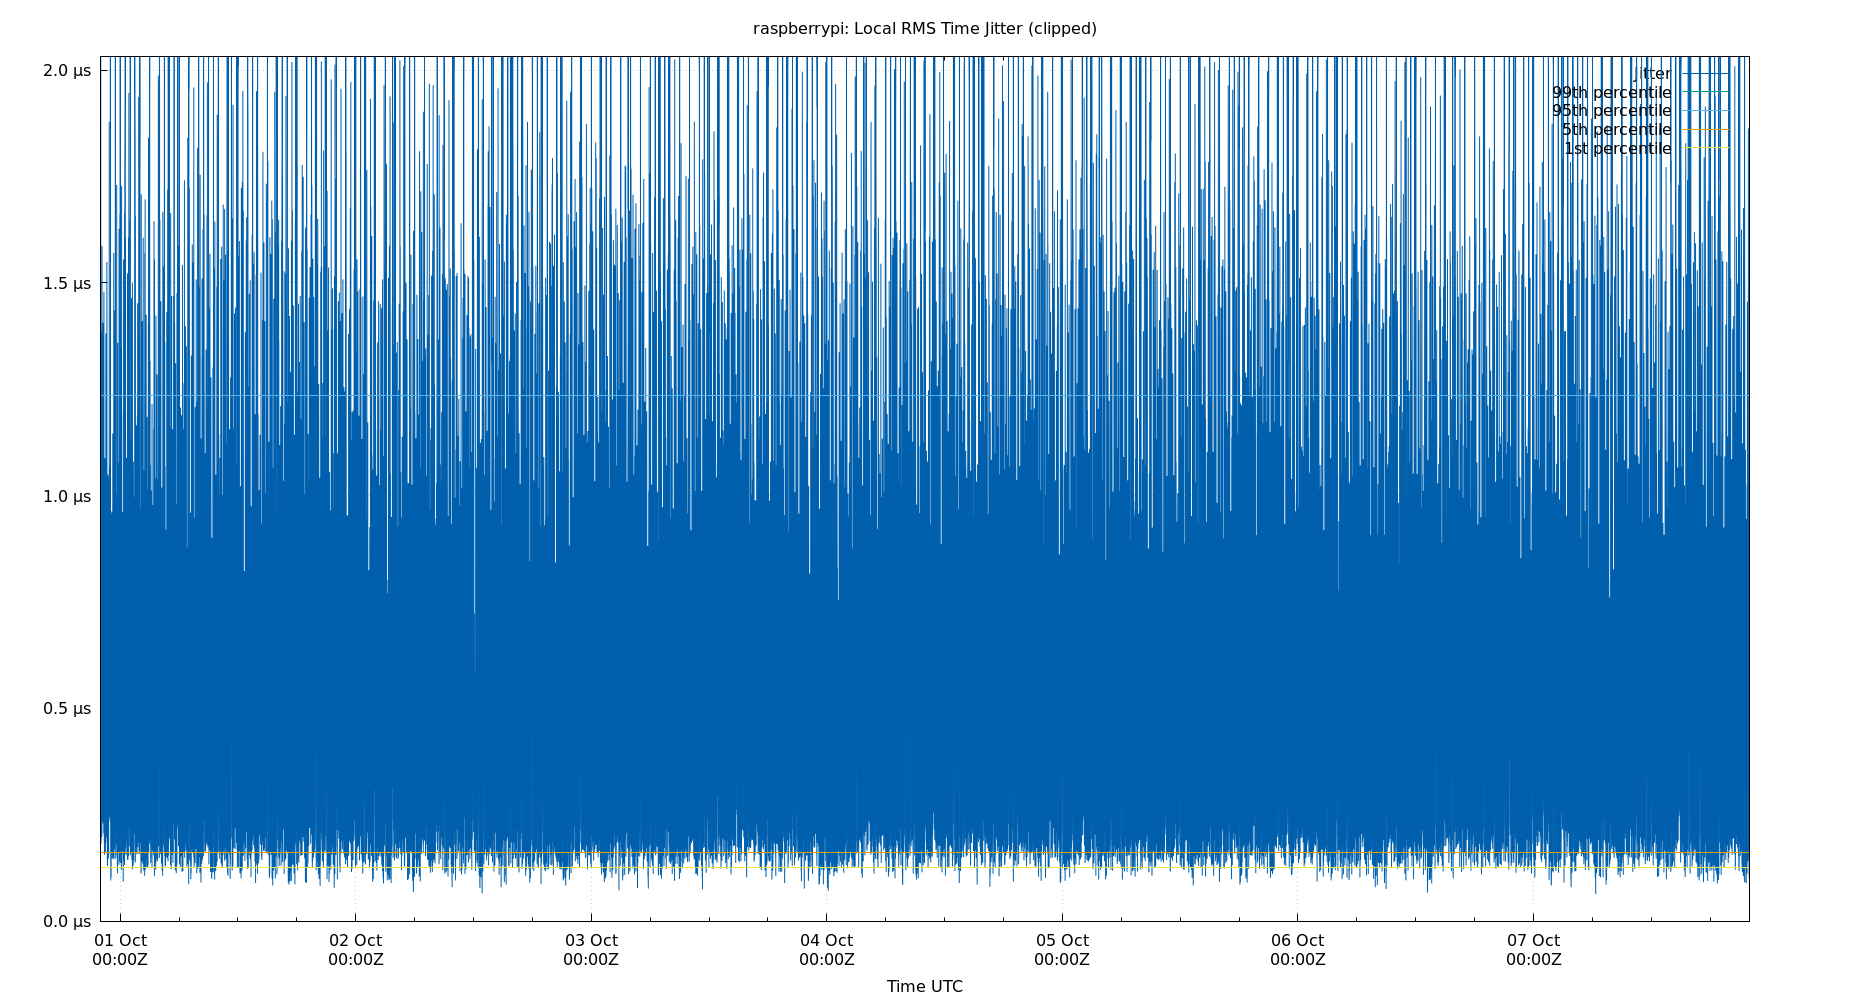 raspberrypi: Local RMS Time Jitter (clipped)
2.0 μs
1.5 μs
1.0 μs
0.5 μs
0.0 μs
jitter
99th percentile
95th percentile
5th percentile
1st percentile
01 Oct
00:00Z
02 Oct
00:00Z
03 Oct
00:00Z
04 Oct
00:00Z
05 Oct
00:00Z
06 Oct
00:00Z
07 Oct
00:00Z
Time UTC